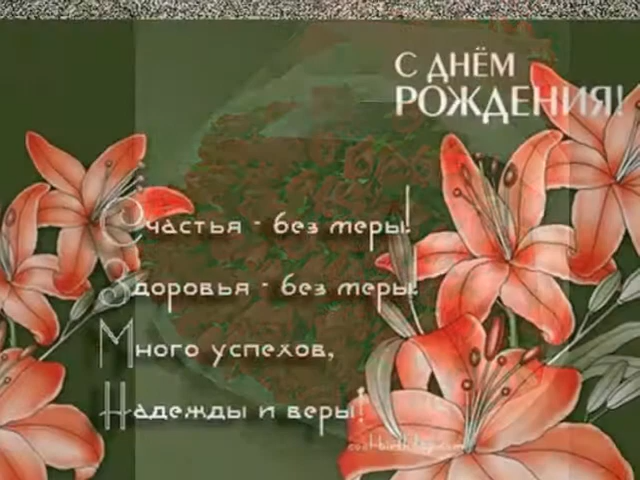 С ДНЁМ
РОЖДЕНИЯ!
Счастья - без меры!
Здоровья - без меры!
Много успехов,
Надежды и веры!